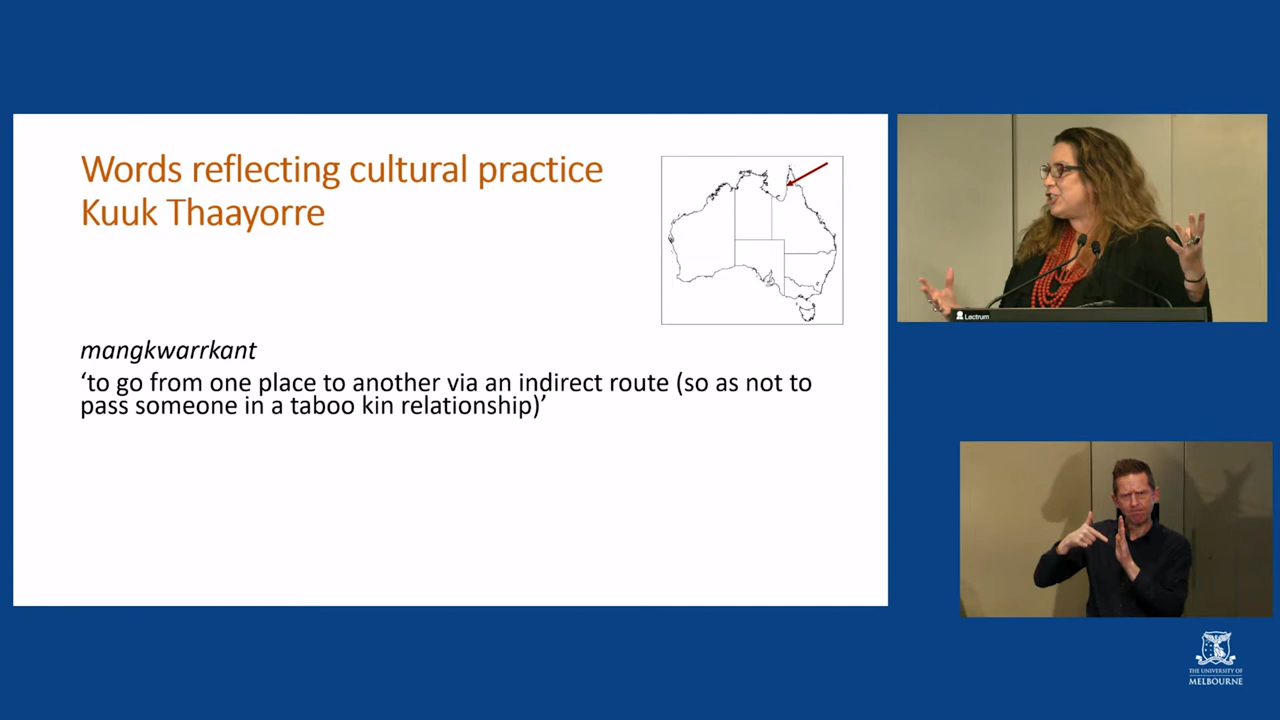 Words reflecting cultural practice
Kuuk Thaayorre
mangkwarrkant
‘to go from one place to another via an indirect route (so as not to
pass someone in a taboo kin relationship)’
Lectrum
THE UNIVERSITY OF
MELBOURNE